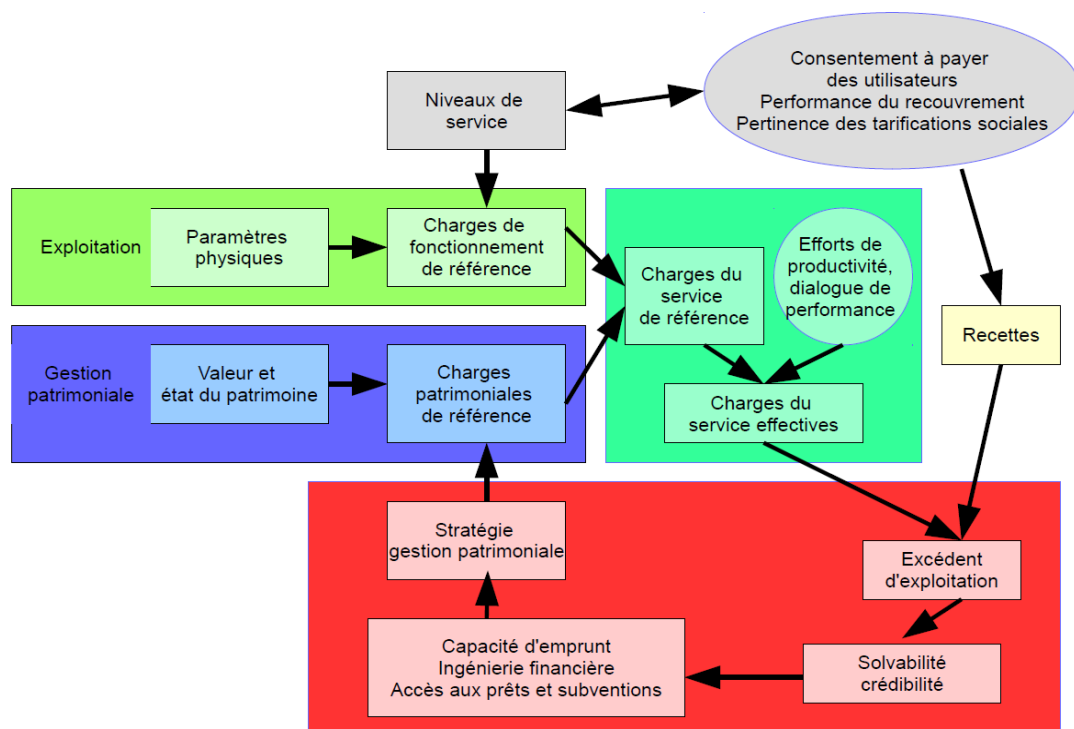 Consentement à payer
des utilisateurs
Performance du recouvrement
Pertinence des tarifications sociales
Niveaux de
service
Exploitation
Paramètres
physiques
Charges de
fonctionnement
de référence
Charges du
service
de référence
Efforts de
productivité,
dialogue de
performance
Recettes
Gestion
patrimoniale
Valeur et
état du patrimoine
Charges
patrimoniales
de référence
Charges du
service effectives
Stratégie
gestion patrimoniale
Excédent
d'exploitation
Capacité d'emprunt
Ingénierie financière
Accès aux prêts et subventions
Solvabilité
crédibilité